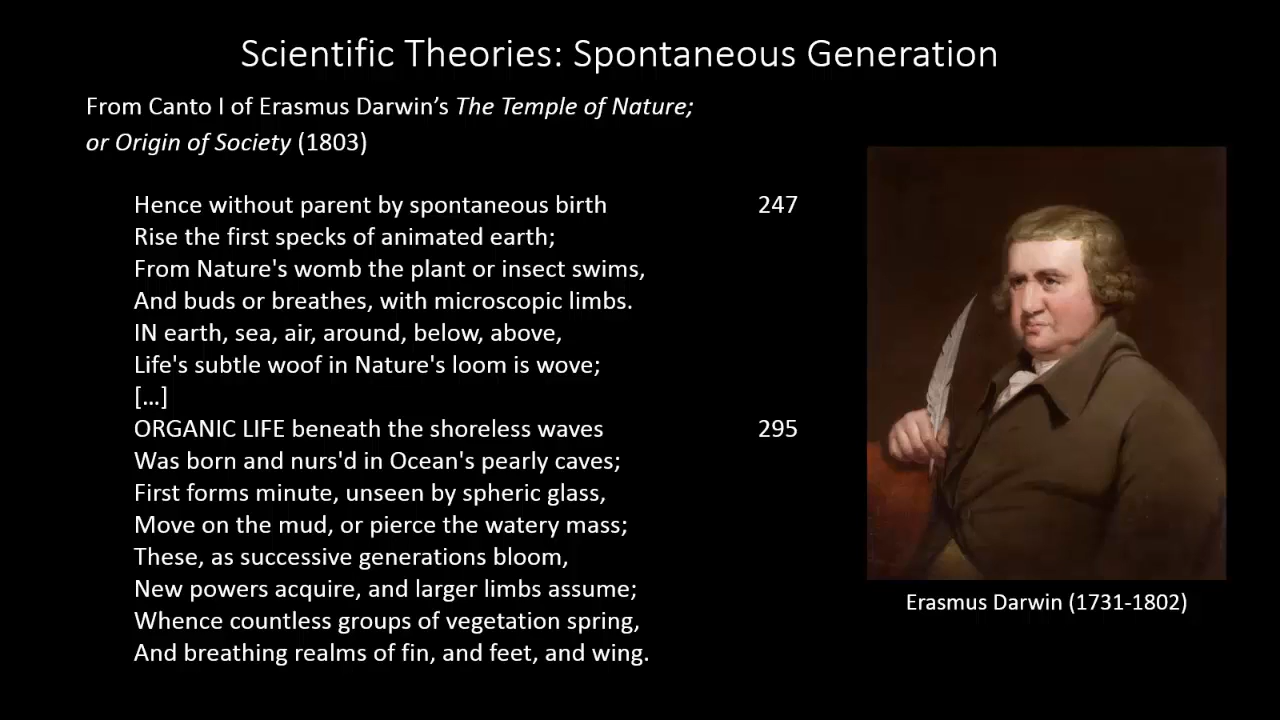 Scientific Theories: Spontaneous Generation
From Canto I of Erasmus Darwin's The Temple of Nature;
or Origin of Society (1803)
Hence without parent by spontaneous birth 247
Rise the first specks of animated earth;
From Nature's womb the plant or insect swims,
And buds or breathes, with microscopic limbs.
IN earth, sea, air, around, below, above,
Life's subtle woof in Nature's loom is wove;
[…]
ORGANIC LIFE beneath the shoreless waves 295
Was born and nurs'd in Ocean's pearly caves;
First forms minute, unseen by spheric glass,
Move on the mud, or pierce the watery mass;
These, as successive generations bloom,
New powers acquire, and larger limbs assume;
Whence countless groups of vegetation spring,
And breathing realms of fin, and feet, and wing.
Erasmus Darwin (1731-1802)